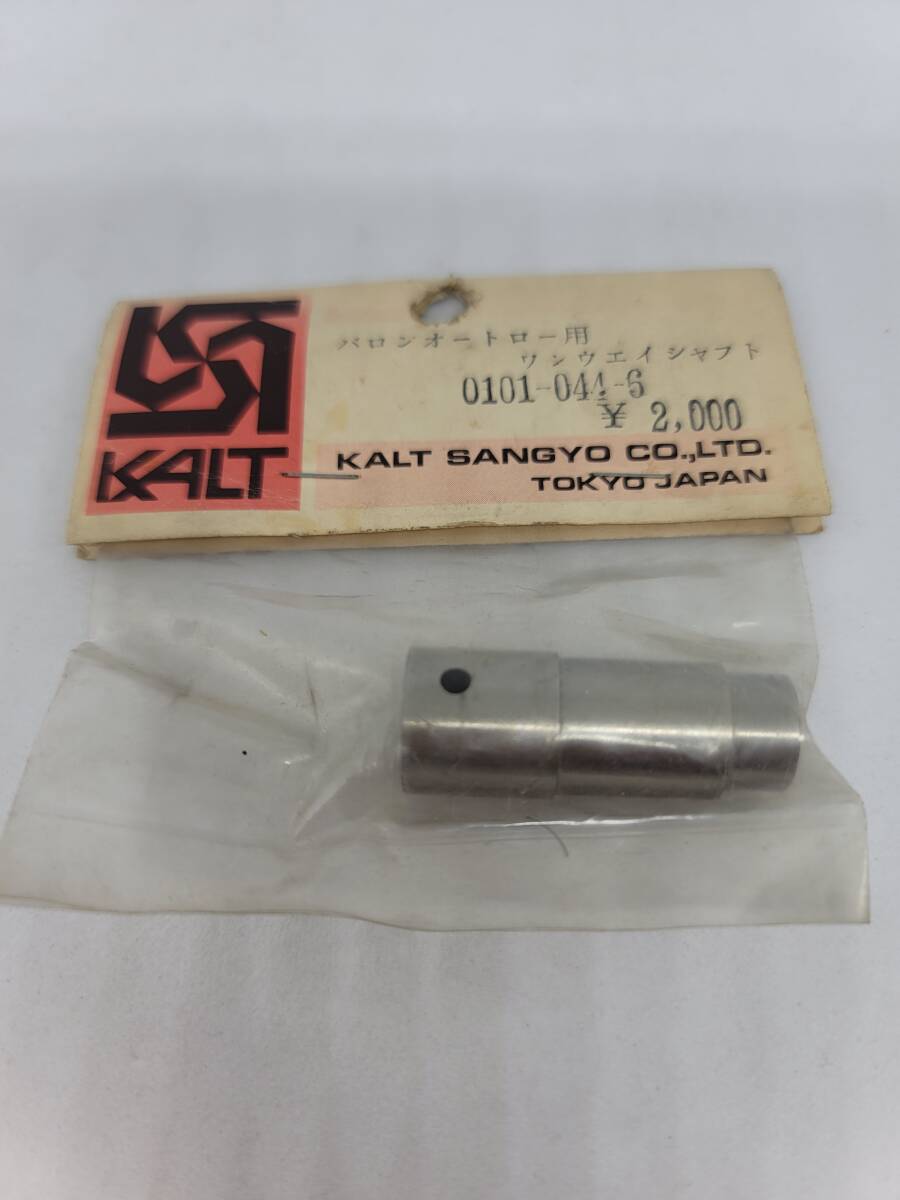 KALT
バロンオートロー用
ワンウエイシャフト
0101-044-6
¥ 2,000
KALT SANGYO CO.,LTD.
TOKYO JAPAN